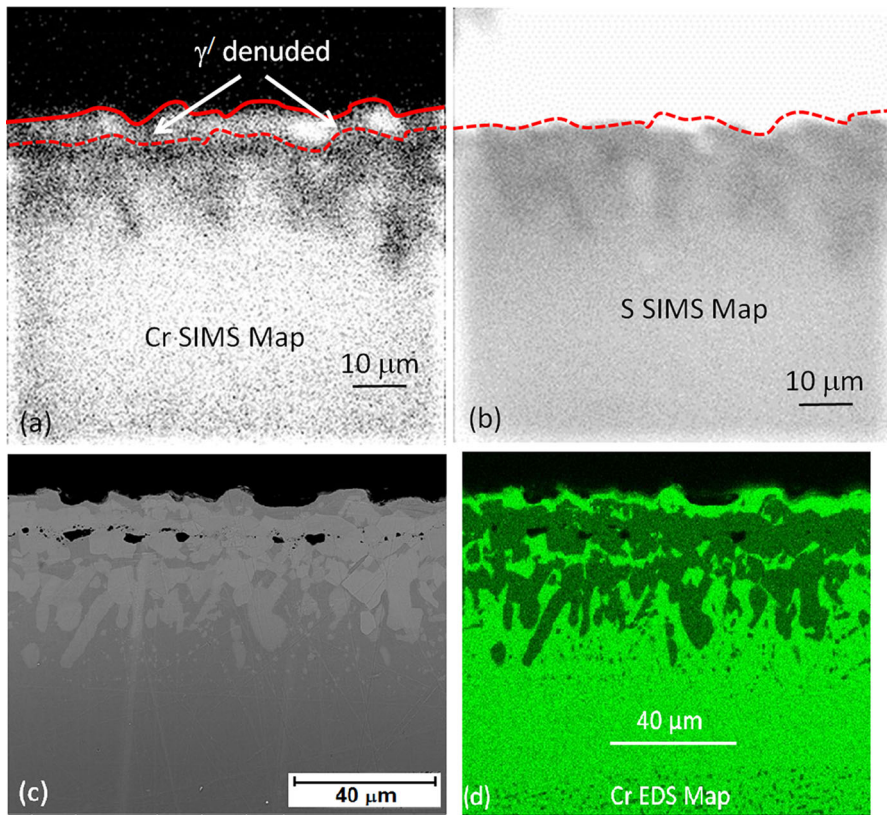 γ′ denuded
Cr SIMS Map
10 μm
(a)
S SIMS Map
10 μm
(b)
40 μm
(c)
40 μm
Cr EDS Map
(d)